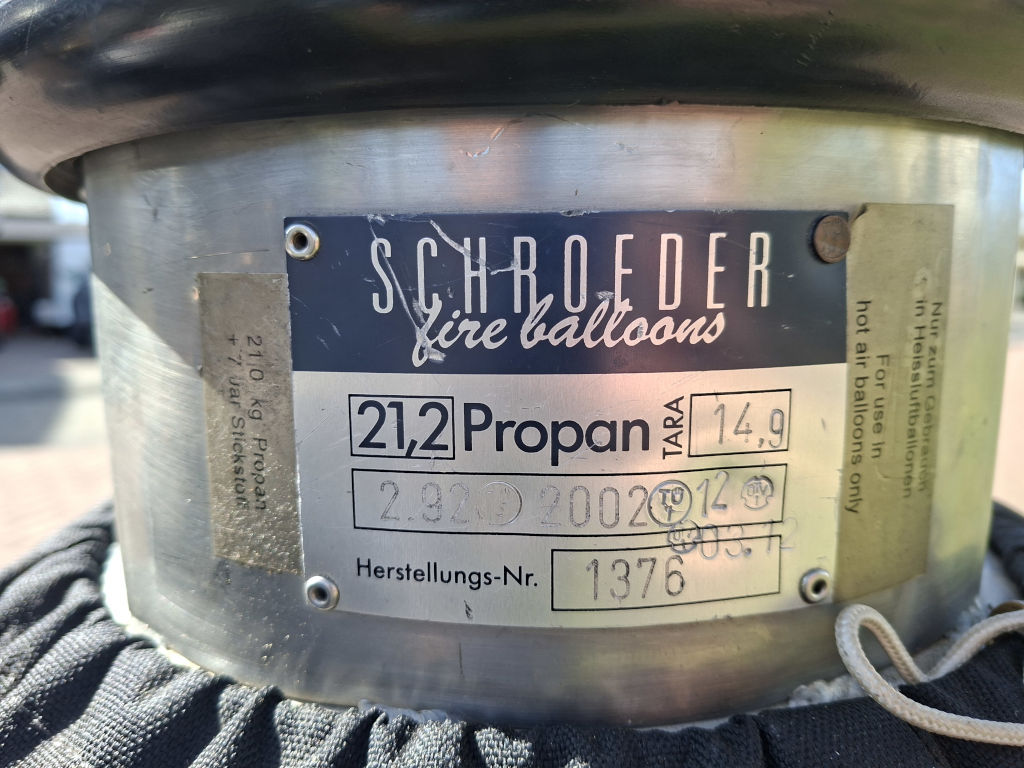 SCHROEDER
fire balloons
21,2 Propan TARA 14,9
2.92 2002 TÜV 12
03.12
Herstellungs-Nr. 1376
21,0 kg Propan
+ 7 bar Stickstoff
Nur zum Gebrauch
in Heissluftballonen
For use in
hot air balloons only